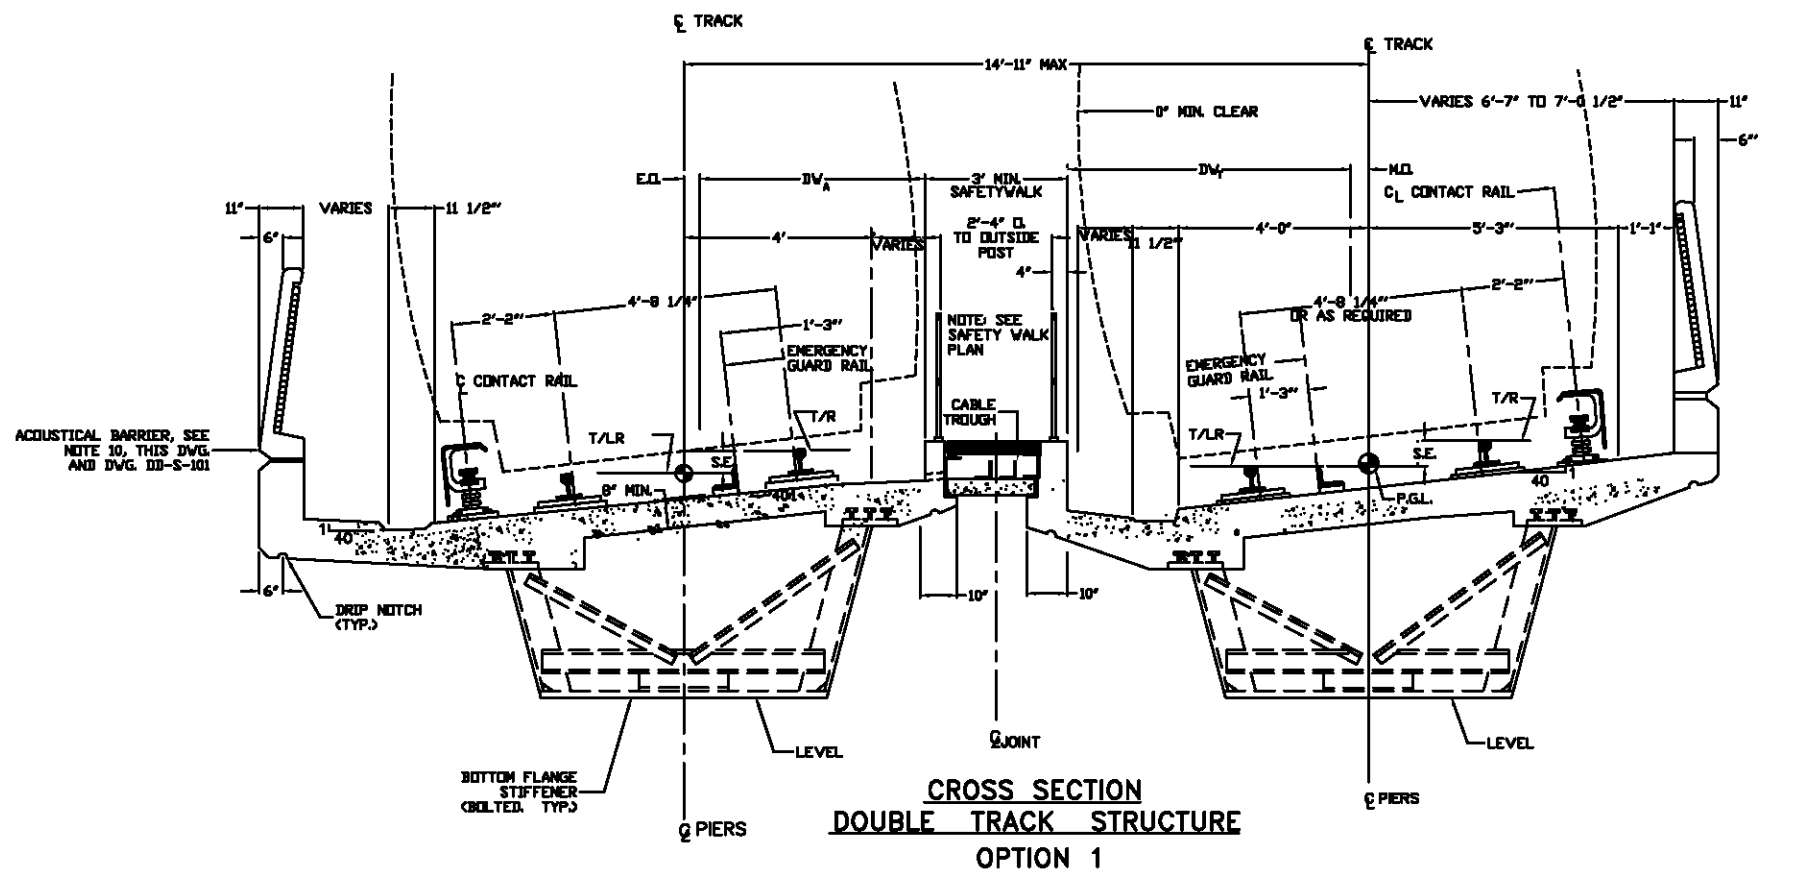 ℄ TRACK
℄ TRACK
14'-11" MAX
VARIES 6'-7" TO 7'-0 1/2"
11"
0" MIN. CLEAR
6"
E.O.
DW_A
3' MIN.
SAFETYWALK
DW_T
M.O.
C_L CONTACT RAIL
11"
VARIES
11 1/2"
6"
4'
VARIES
2'-4" O.
TO OUTSIDE
POST
VARIES
11 1/2"
4'-0"
5'-3"
1'-1"
4"
2'-2"
4'-8 1/4"
1'-3"
NOTE: SEE
SAFETY WALK
PLAN
4'-8 1/4"
OR AS REQUIRED
2'-2"
EMERGENCY
GUARD RAIL
EMERGENCY
GUARD RAIL
1'-3"
℄ CONTACT RAIL
T/R
CABLE
TROUGH
T/R
ACOUSTICAL BARRIER, SEE
NOTE 10, THIS DWG.
AND DWG. DD-S-101
T/LR
S.E.
T/LR
S.E.
8" MIN.
40
1
P.G.L.
40
1
40
6"
DRIP NOTCH
(TYP.)
10"
10"
LEVEL
℄ JOINT
LEVEL
BOTTOM FLANGE
STIFFENER
(BOLTED, TYP.)
℄ PIERS
℄ PIERS
CROSS SECTION
DOUBLE TRACK STRUCTURE
OPTION 1